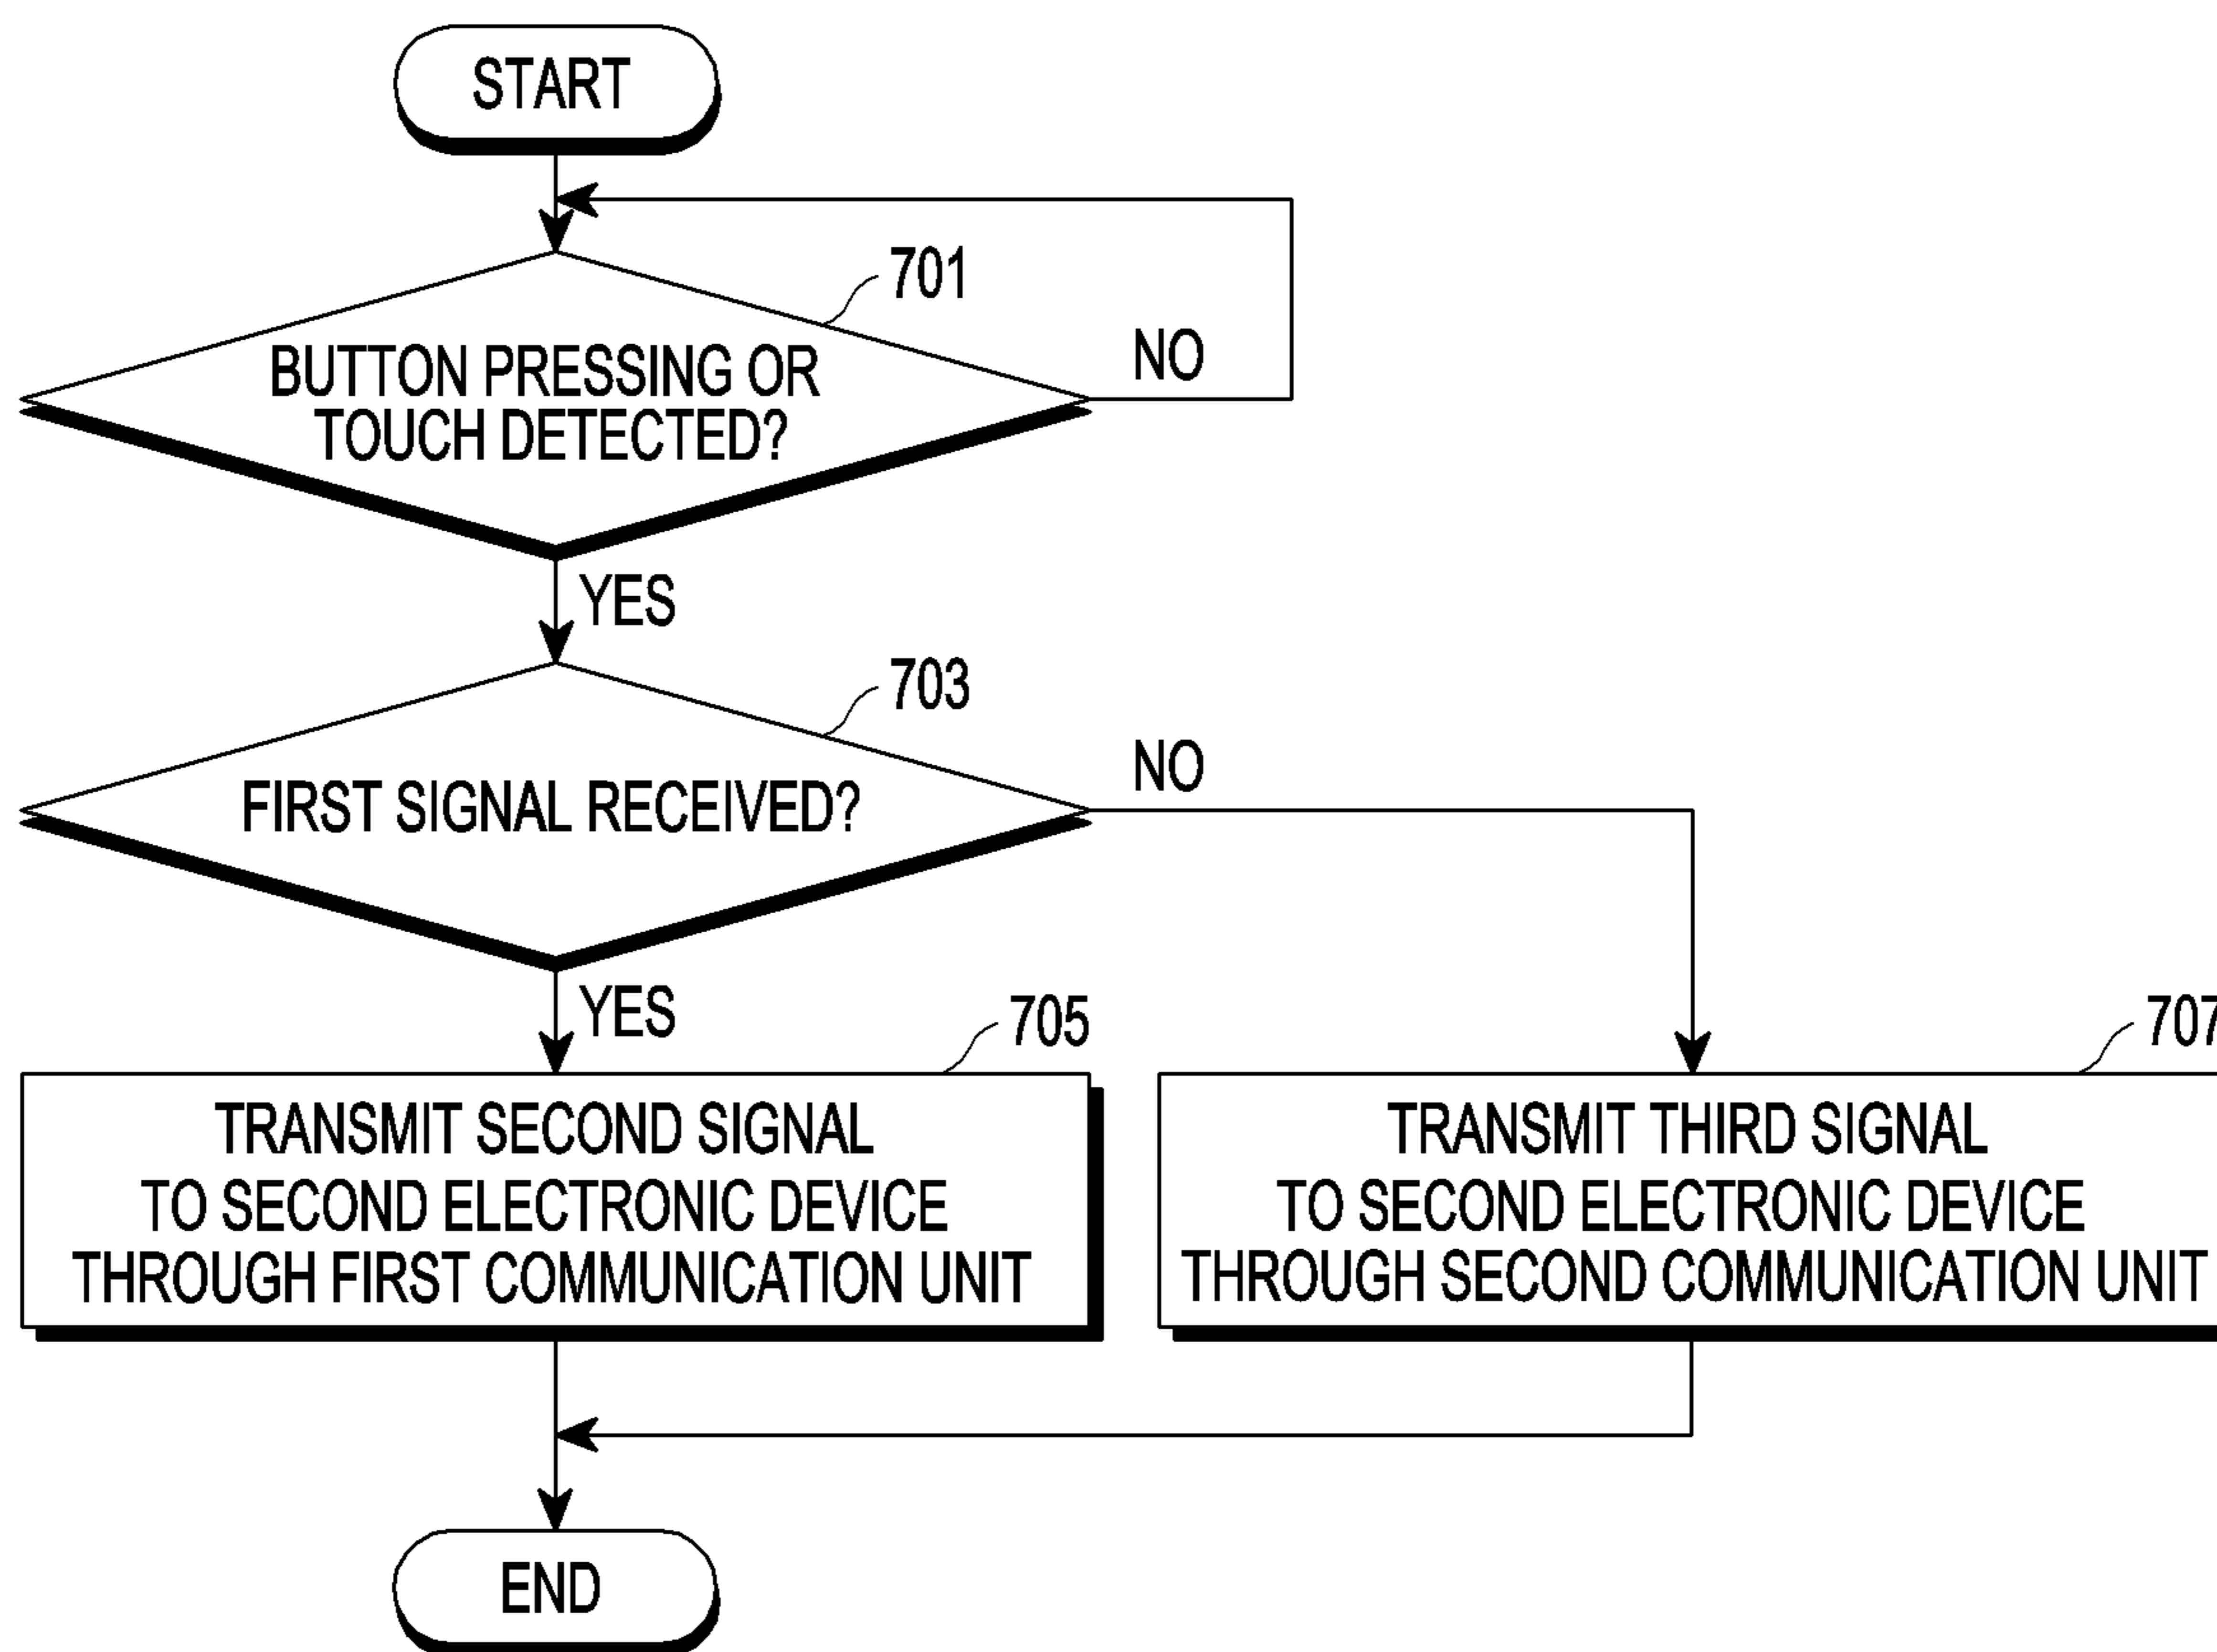 START
701
BUTTON PRESSING OR
TOUCH DETECTED?
NO
YES
703
FIRST SIGNAL RECEIVED?
NO
YES
705
TRANSMIT SECOND SIGNAL
TO SECOND ELECTRONIC DEVICE
THROUGH FIRST COMMUNICATION UNIT
707
TRANSMIT THIRD SIGNAL
TO SECOND ELECTRONIC DEVICE
THROUGH SECOND COMMUNICATION UNIT
END